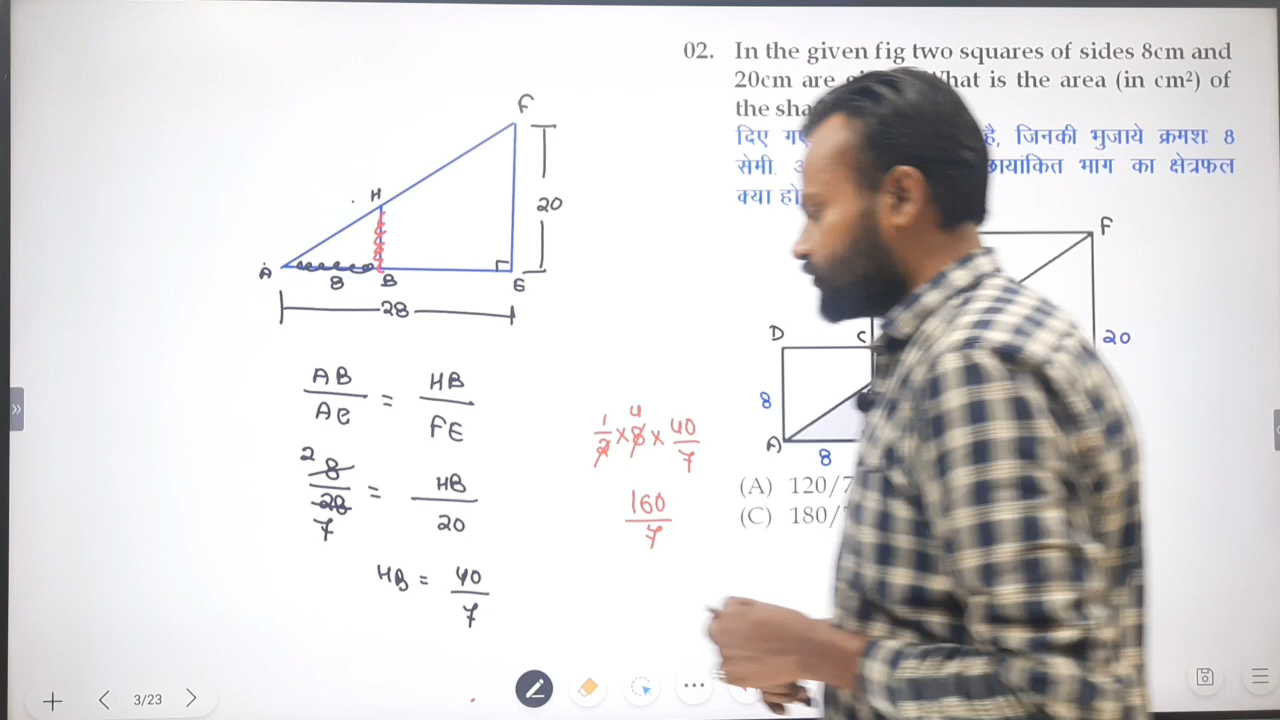 02. In the given fig two squares of sides 8cm and
20cm are What is the area (in cm²) of
the
दिए है, जिनकी भुजाये क्रमशः 8
सेमी. छायांकित भाग का क्षेत्रफल
क्या
F
H
20
A
8
B
E
28
AB/AE = HB/FE
2 8/28 7 = HB/20
HB = 40/7
1/2 × 8 4 × 40/7
160/7
F
D
C
20
8
A
8
(A) 120/7
(C) 180/
3/23